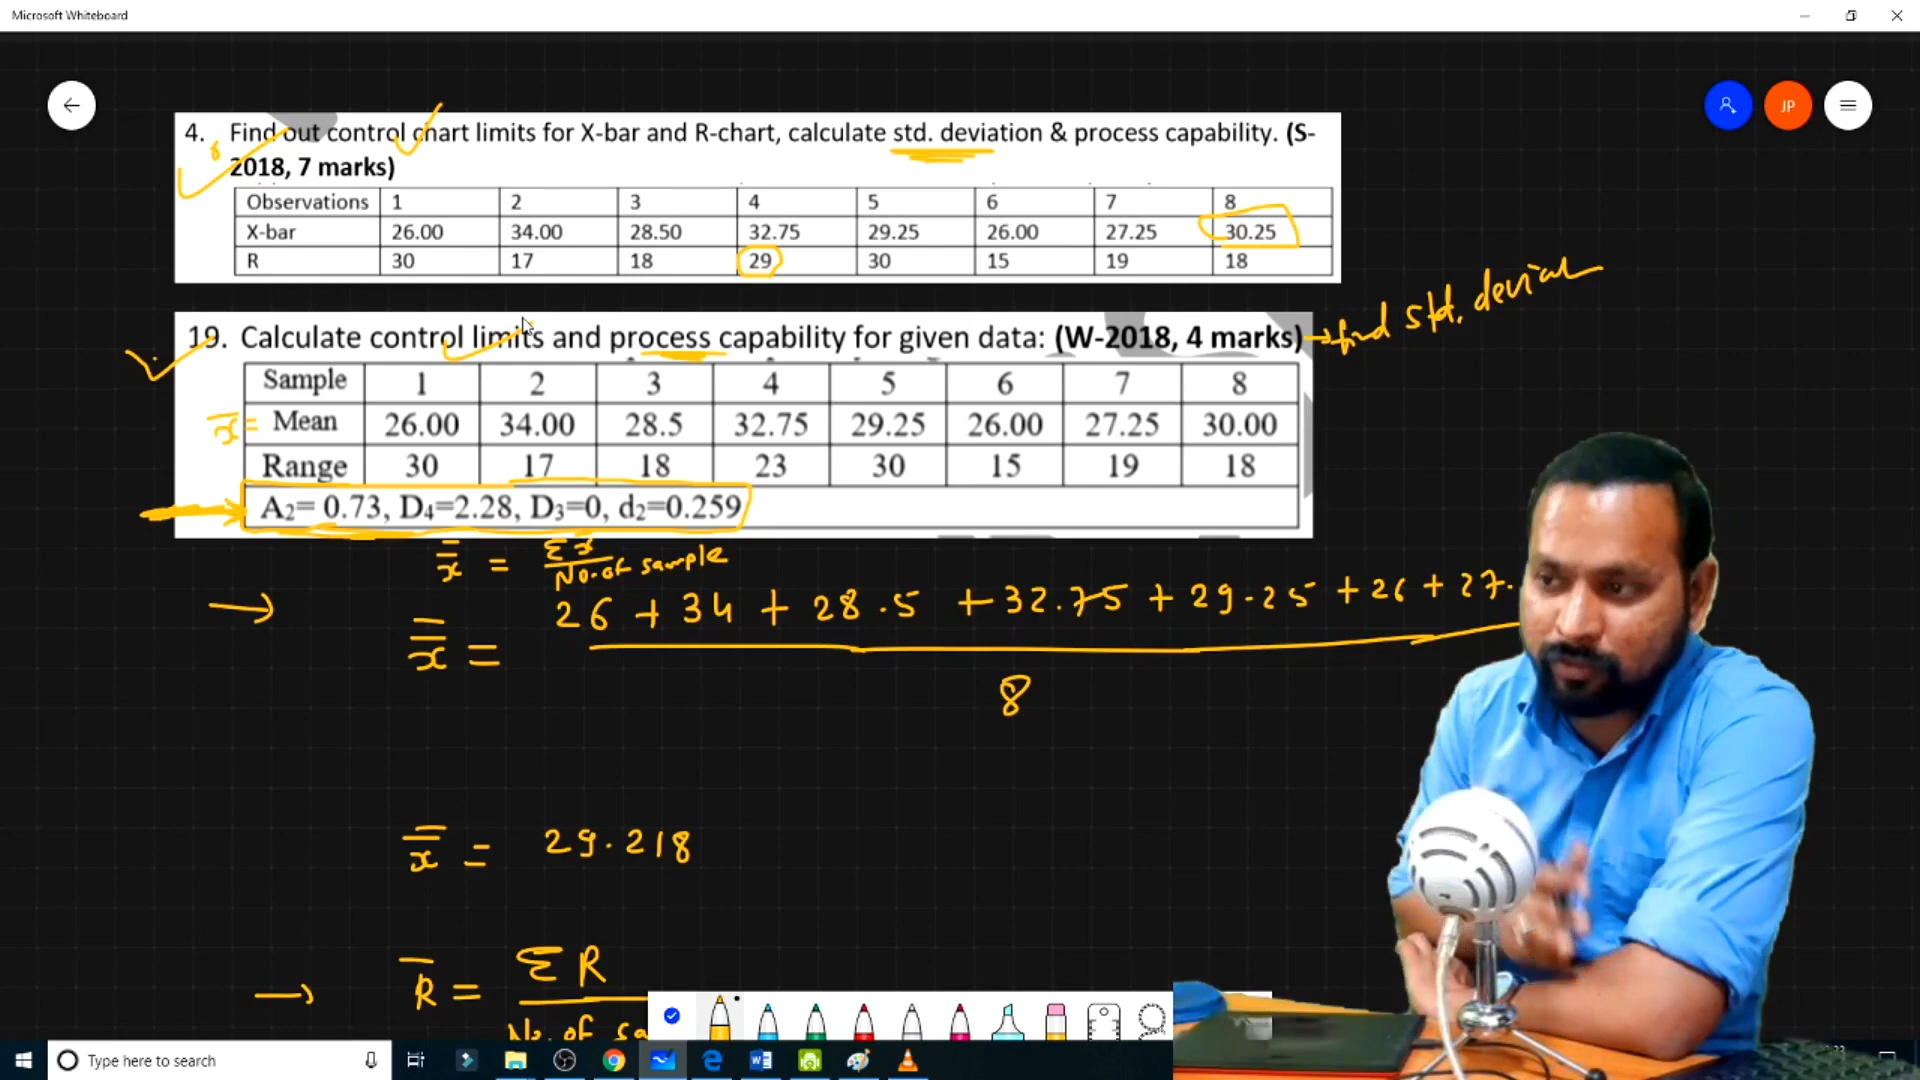 Microsoft Whiteboard
JP
4. Find out control chart limits for X-bar and R-chart, calculate std. deviation & process capability. (S-
2018, 7 marks)
Observations 1 2 3 4 5 6 7 8
X-bar 26.00 34.00 28.50 32.75 29.25 26.00 27.25 30.25
R 30 17 18 29 30 15 19 18
19. Calculate control limits and process capability for given data: (W-2018, 4 marks) → find std. devian
Sample 1 2 3 4 5 6 7 8
x̄ = Mean 26.00 34.00 28.5 32.75 29.25 26.00 27.25 30.00
Range 30 17 18 23 30 15 19 18
A2= 0.73, D4=2.28, D3=0, d2=0.259
x̿ = Σx̄ / No. of sample
→ x̿ = 26 + 34 + 28.5 + 32.75 + 29.25 + 26 + 27.
8
x̿ = 29.218
→ R̄ = Σ R
No. of sa
Type here to search